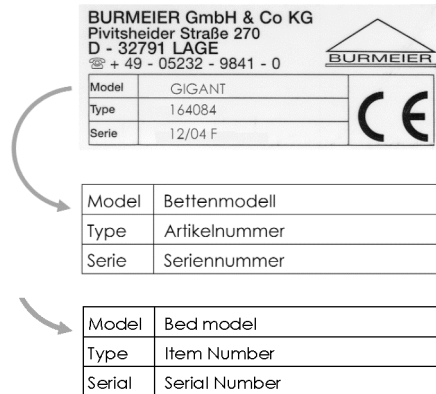 BURMEIER GmbH & Co KG
Pivitsheider Straße 270
D - 32791 LAGE
☏ + 49 - 05232 - 9841 - 0
BURMEIER
Model GIGANT
Type 164084
Serie 12/04 F
CE
Model Bettenmodell
Type Artikelnummer
Serie Seriennummer
Model Bed model
Type Item Number
Serial Serial Number